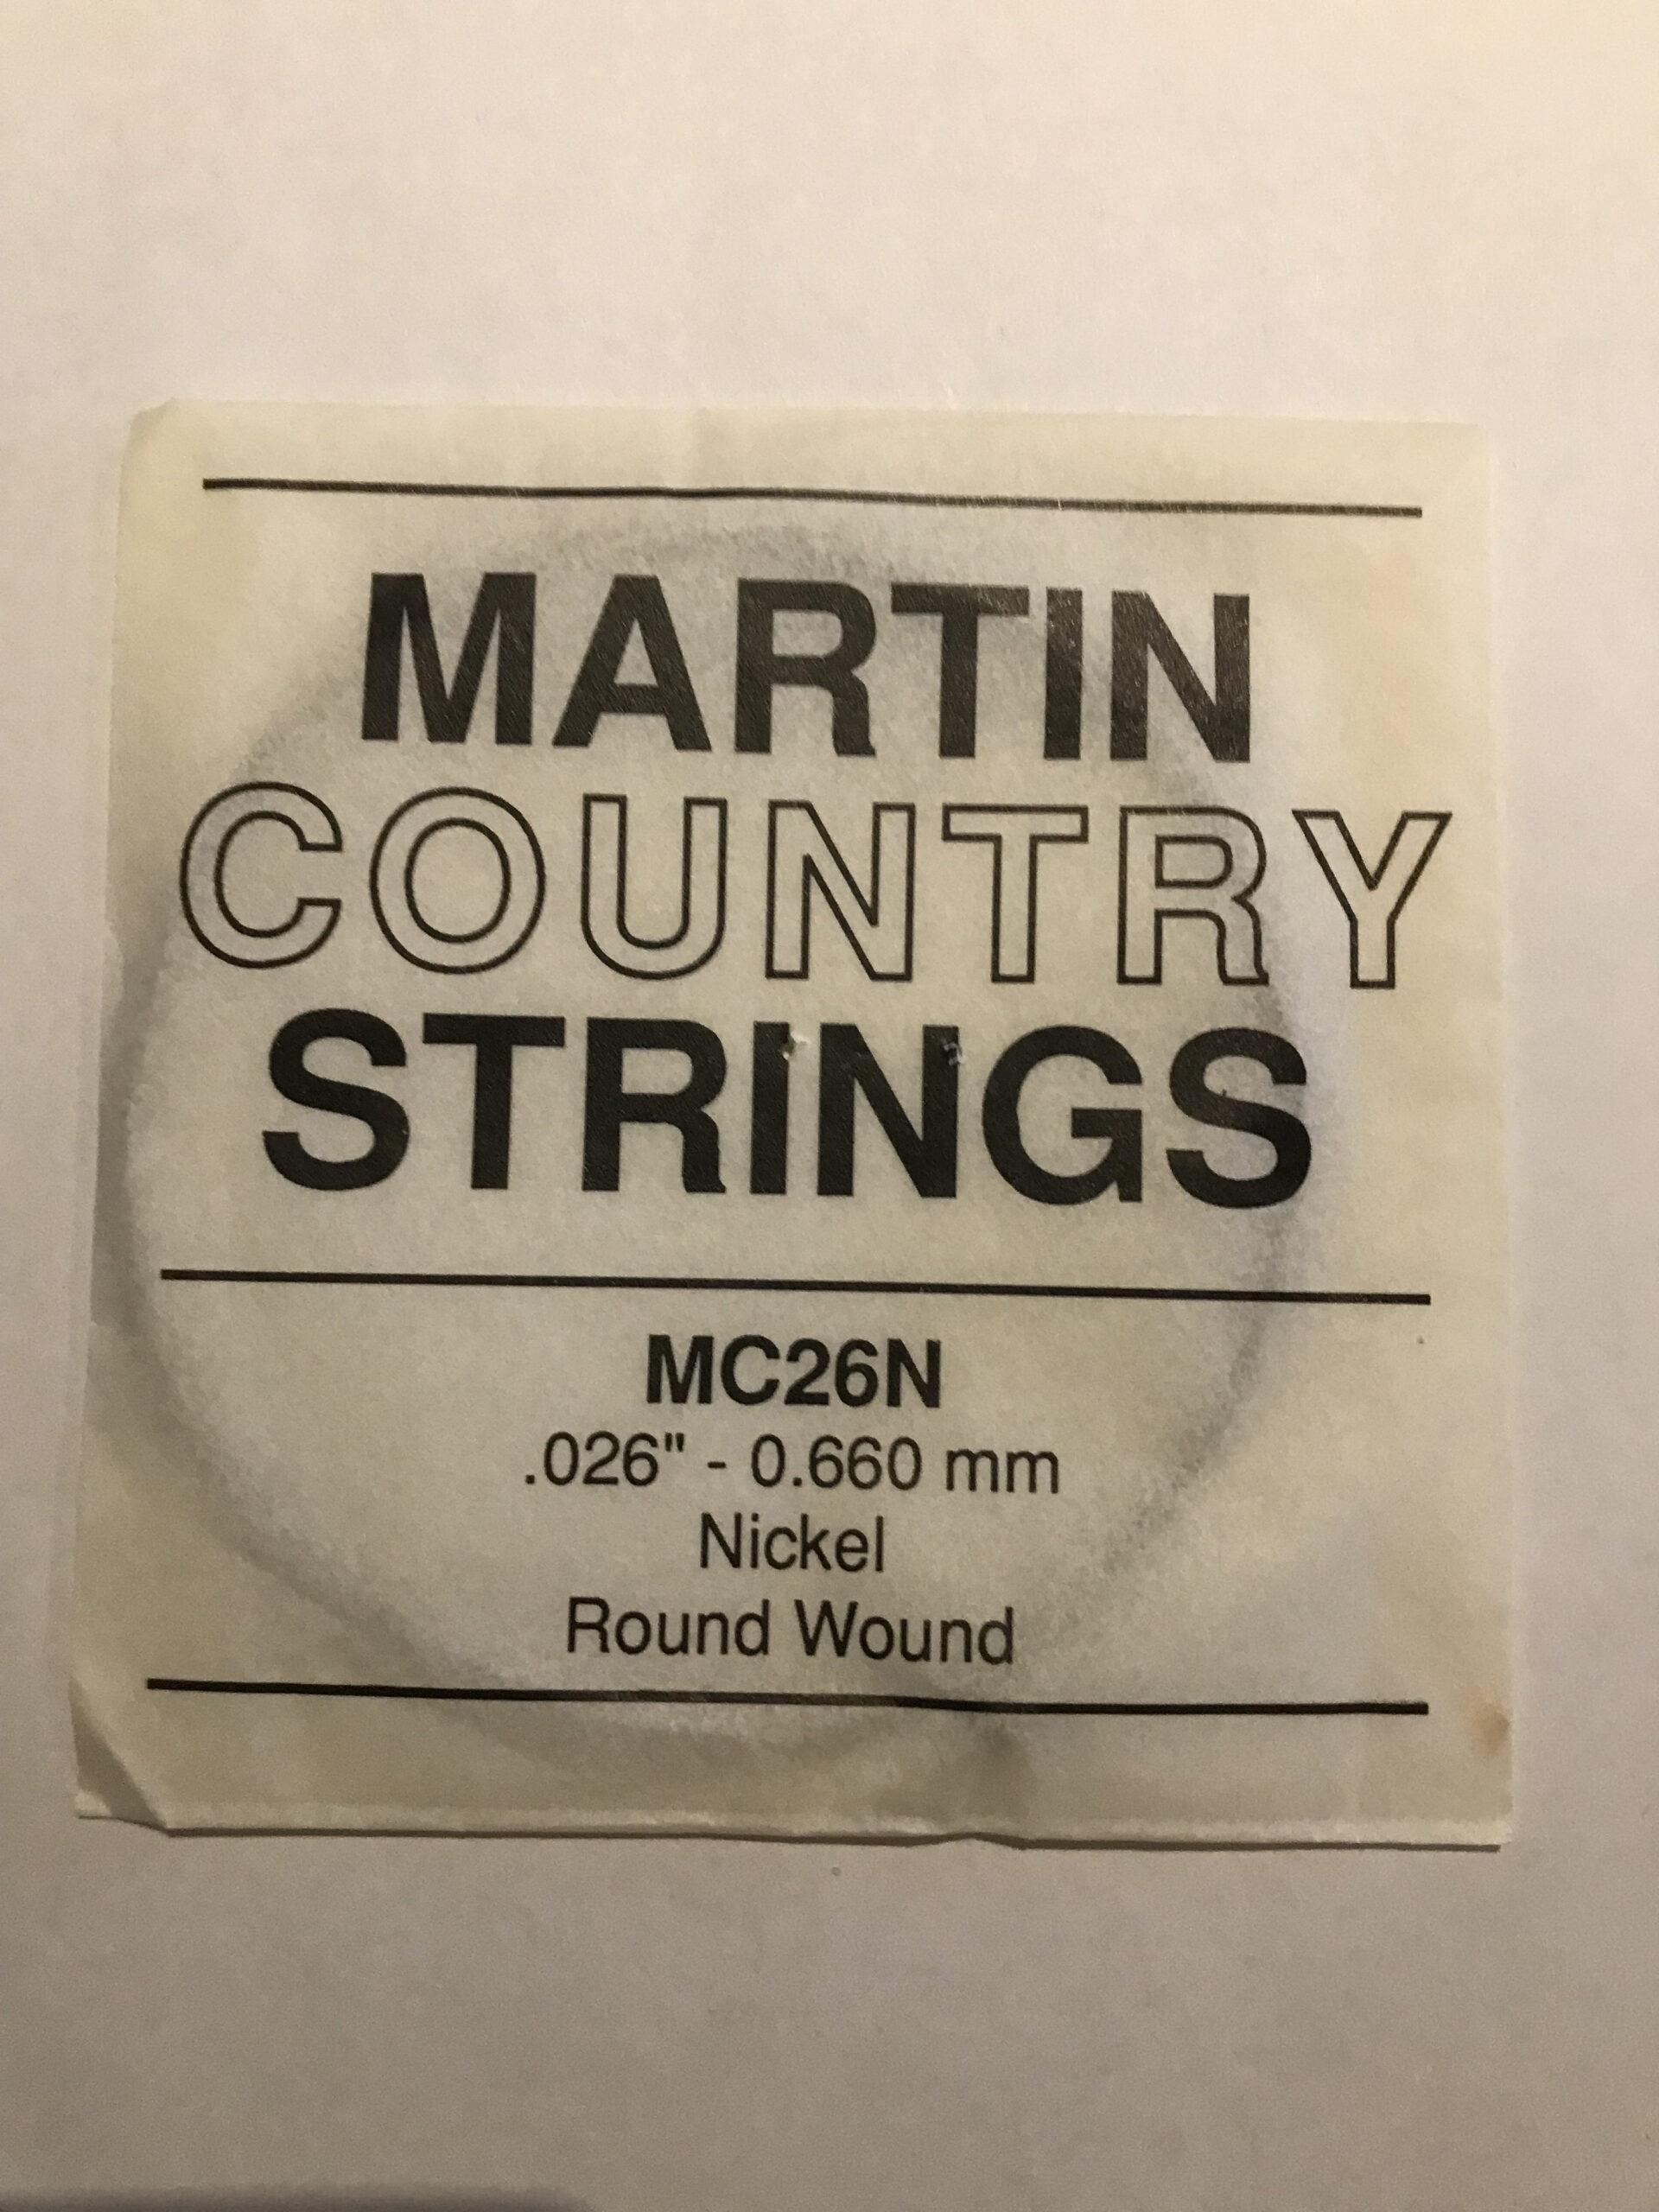 MARTIN
COUNTRY
STRINGS
MC26N
.026" - 0.660 mm
Nickel
Round Wound